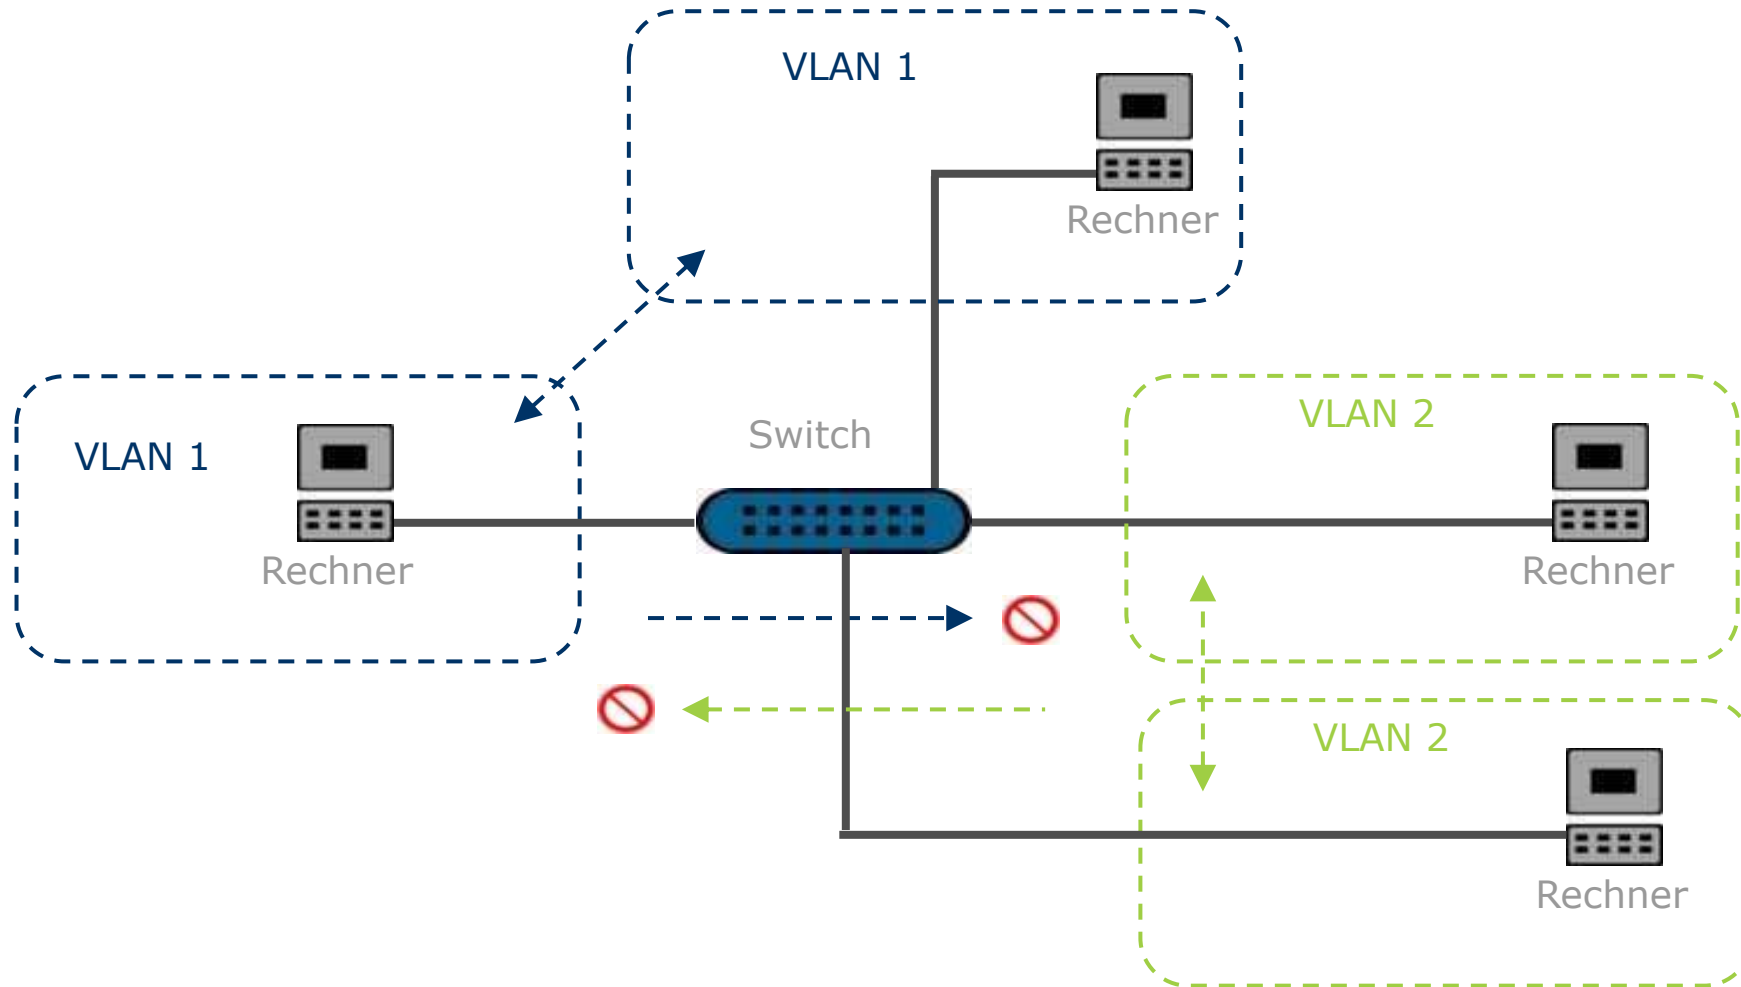 VLAN 1
Rechner
VLAN 1
Rechner
Switch
VLAN 2
Rechner
VLAN 2
Rechner